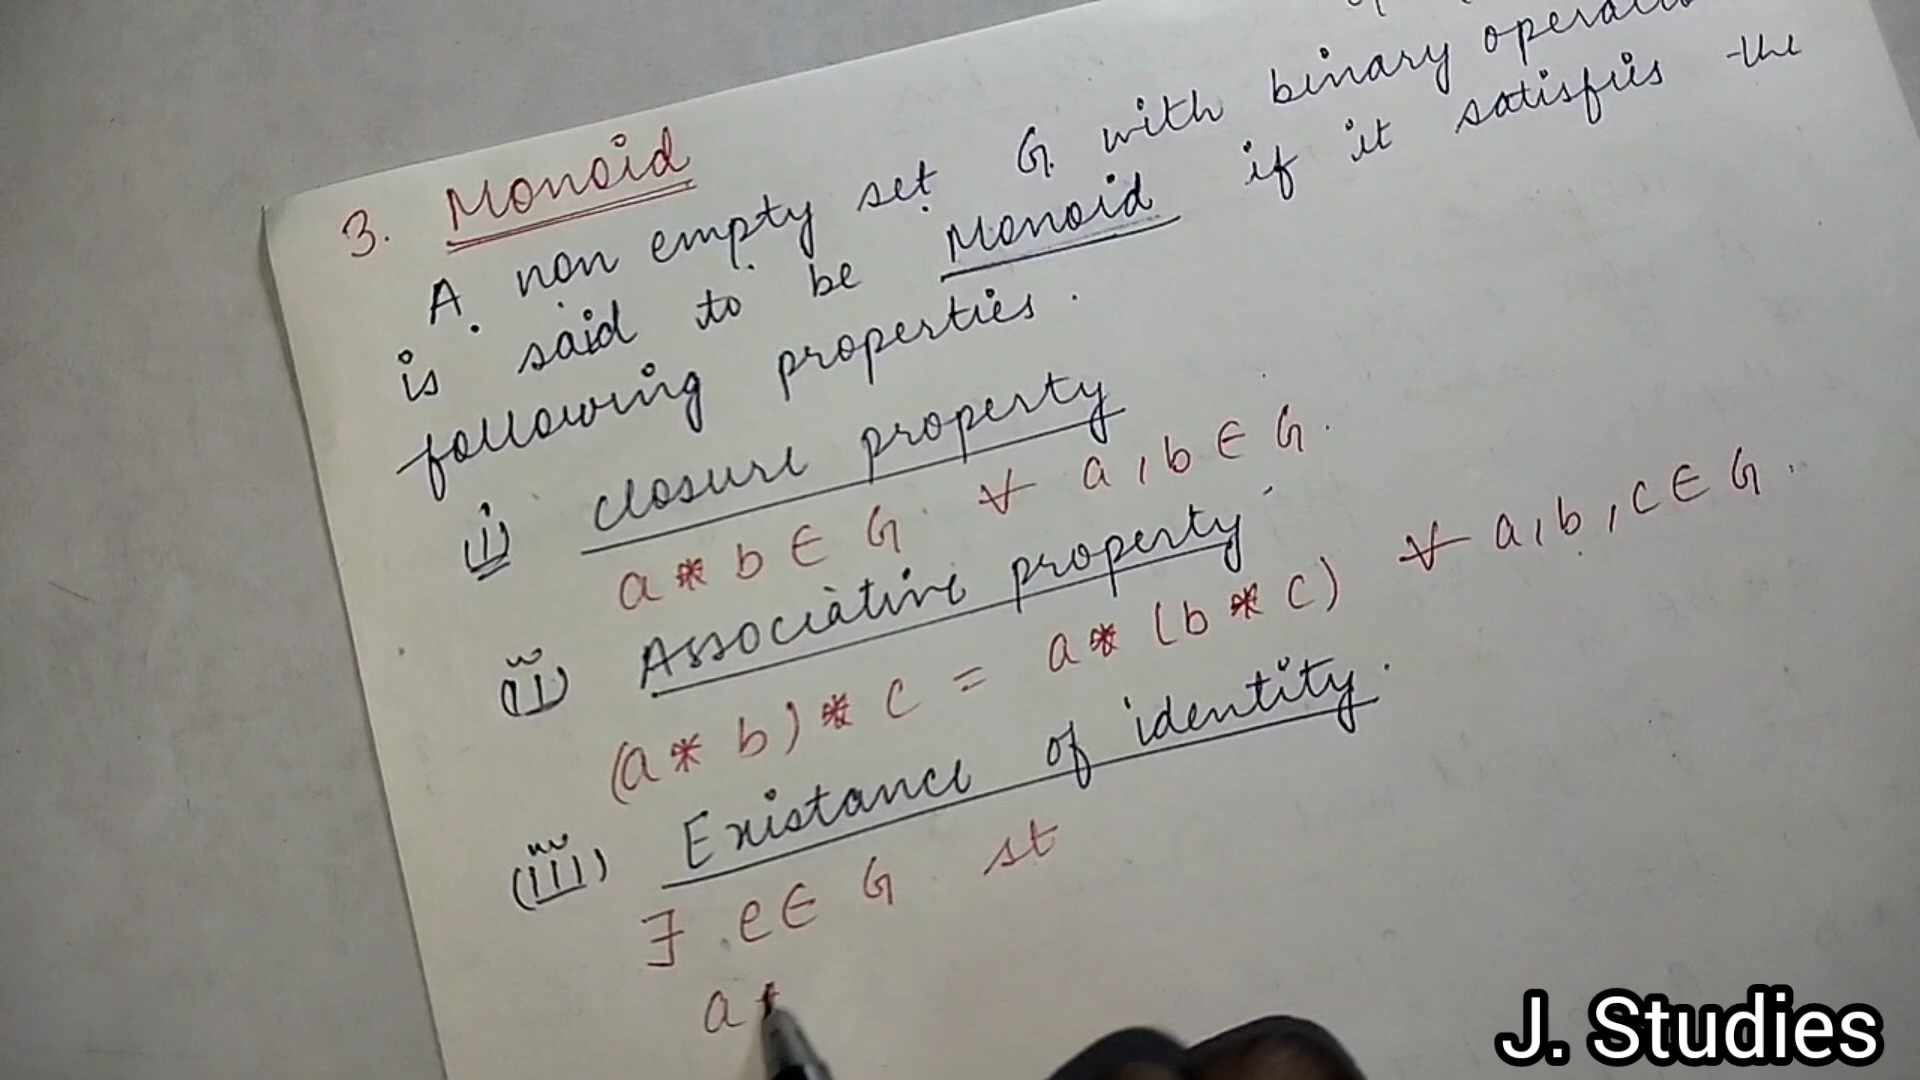 3. Monoid
A non empty set G with binary
is said to be Monoid if it satisfies the
following properties.
(i) closure property
a * b ∈ G ∀ a, b ∈ G.
(ii) Associative property
(a * b) * c = a * (b * c) ∀ a, b, c ∈ G.
(iii) Existance of identity.
∃ e ∈ G st
a
J. Studies